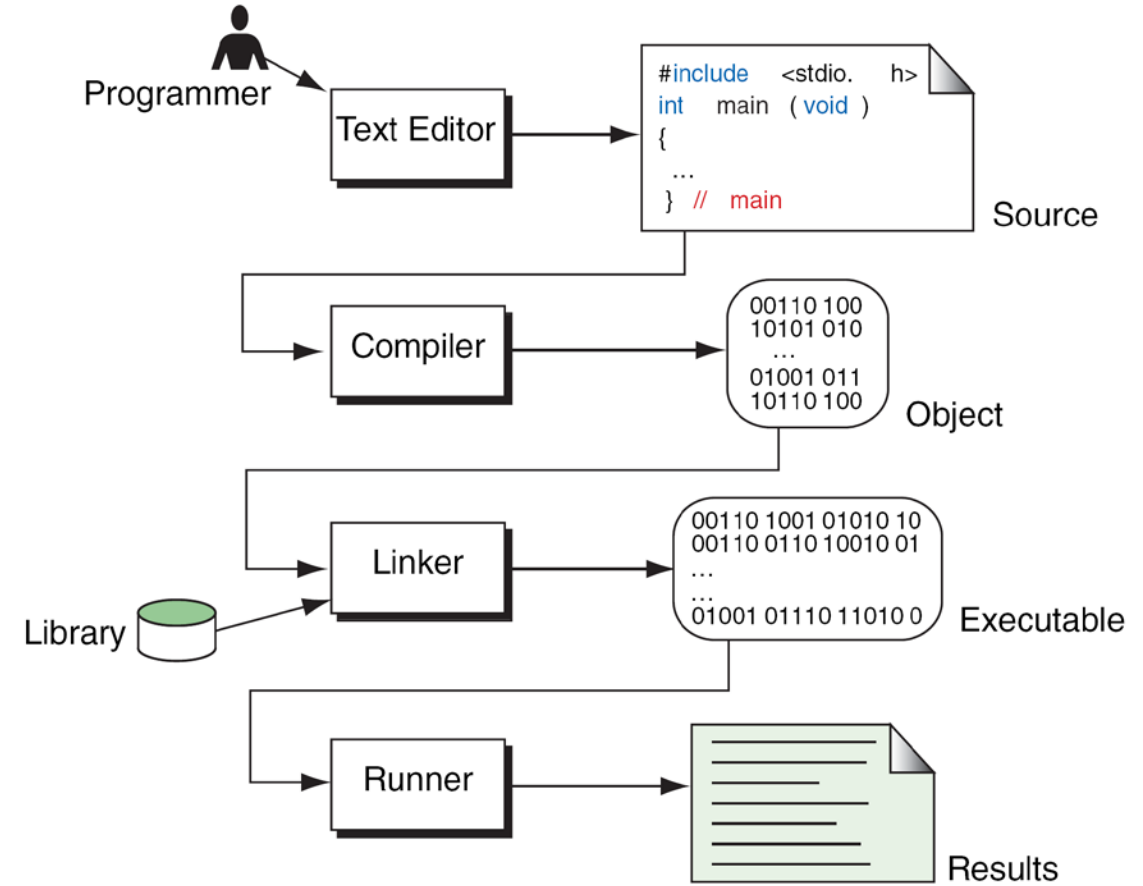 Programmer
Text Editor
#include <stdio. h>
int main ( void )
{
...
} // main
Source
Compiler
00110 100
10101 010
...
01001 011
10110 100
Object
Linker
Library
00110 1001 01010 10
00110 0110 10010 01
...
...
01001 01110 11010 0
Executable
Runner
Results